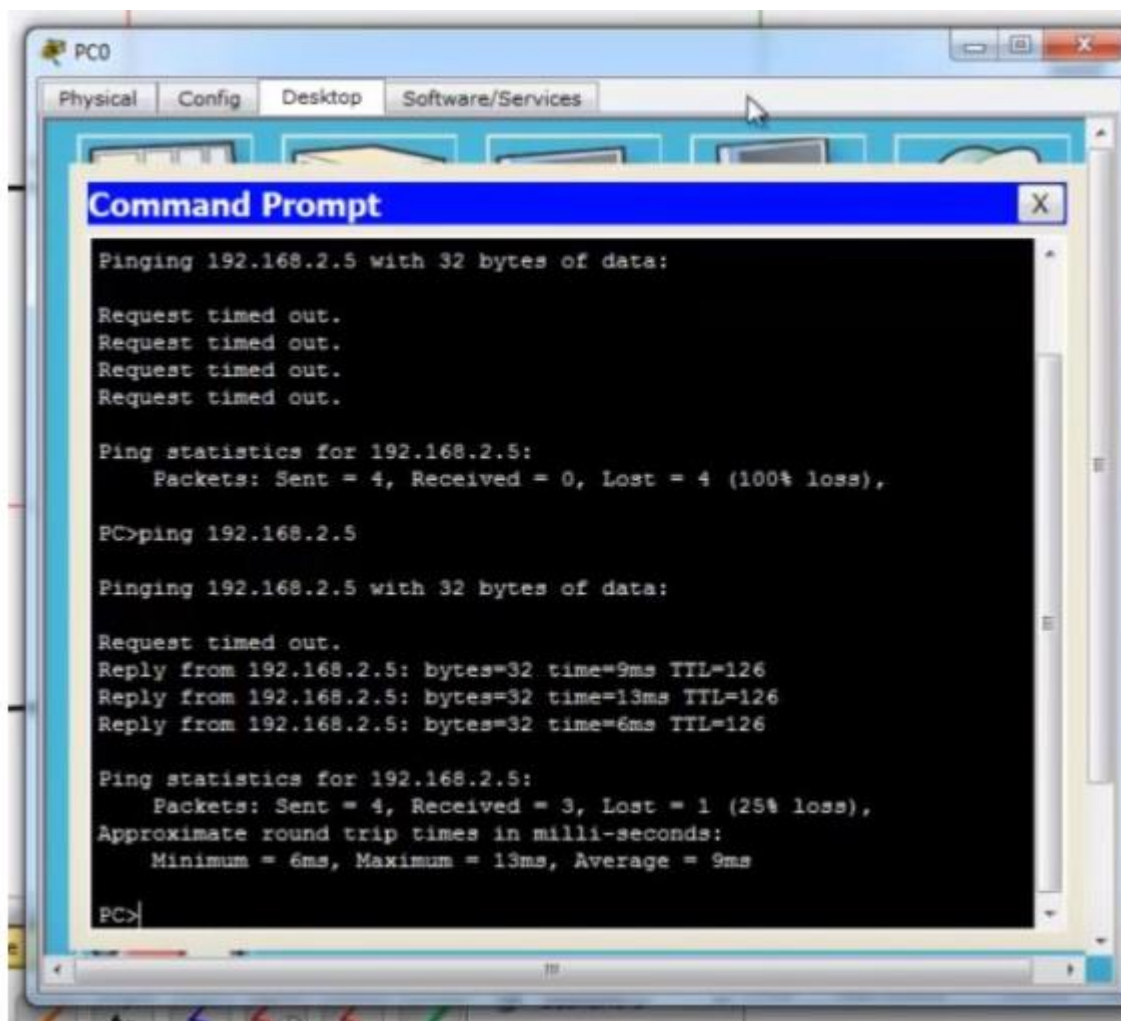 PC0
Physical Config Desktop Software/Services
Command Prompt X
Pinging 192.168.2.5 with 32 bytes of data:
Request timed out.
Request timed out.
Request timed out.
Request timed out.
Ping statistics for 192.168.2.5:
Packets: Sent = 4, Received = 0, Lost = 4 (100% loss),
PC>ping 192.168.2.5
Pinging 192.168.2.5 with 32 bytes of data:
Request timed out.
Reply from 192.168.2.5: bytes=32 time=9ms TTL=126
Reply from 192.168.2.5: bytes=32 time=13ms TTL=126
Reply from 192.168.2.5: bytes=32 time=6ms TTL=126
Ping statistics for 192.168.2.5:
Packets: Sent = 4, Received = 3, Lost = 1 (25% loss),
Approximate round trip times in milli-seconds:
Minimum = 6ms, Maximum = 13ms, Average = 9ms
PC>